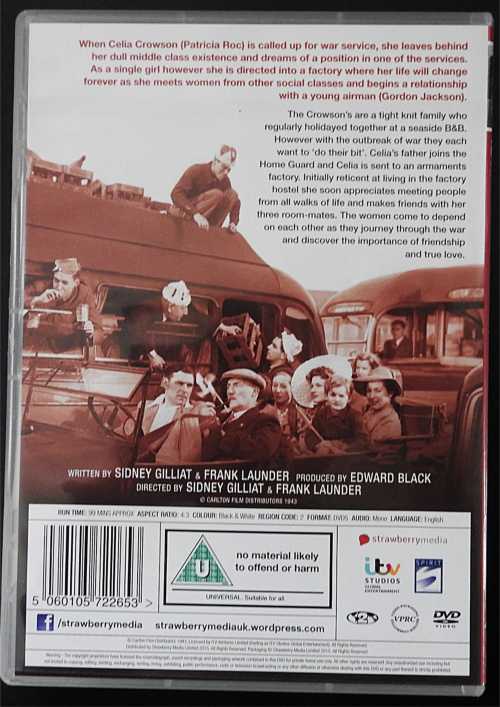 When Celia Crowson (Patricia Roc) is called up for war service, she leaves behind
her dull middle class existence and dreams of a position in one of the services.
As a single girl however she is directed into a factory where her life will change
forever as she meets women from other social classes and begins a relationship
with a young airman (Gordon Jackson).
The Crowson's are a tight knit family who
regularly holidayed together at a seaside B&B.
However with the outbreak of war they each
want to 'do their bit'. Celia's father joins the
Home Guard and Celia is sent to an armaments
factory. Initially reticent at living in the factory
hostel she soon appreciates meeting people
from all walks of life and makes friends with her
three room-mates. The women come to depend
on each other as they journey through the war
and discover the importance of friendship
and true love.
WRITTEN BY SIDNEY GILLIAT & FRANK LAUNDER PRODUCED BY EDWARD BLACK
DIRECTED BY SIDNEY GILLIAT & FRANK LAUNDER
© CARLTON FILM DISTRIBUTORS 1943
RUN TIME: 99 MINS APPROX ASPECT RATIO: 4:3 COLOUR: Black & White REGION CODE: 2 FORMAT: DVD5 AUDIO: Mono LANGUAGE: English
strawberrymedia
U
no material likely
to offend or harm
UNIVERSAL. Suitable for all
itv
STUDIOS
GLOBAL
ENTERTAINMENT
SPIRIT
5 060105 722653 >
f /strawberrymedia strawberrymediauk.wordpress.com
2
VPRC
DVD
VIDEO